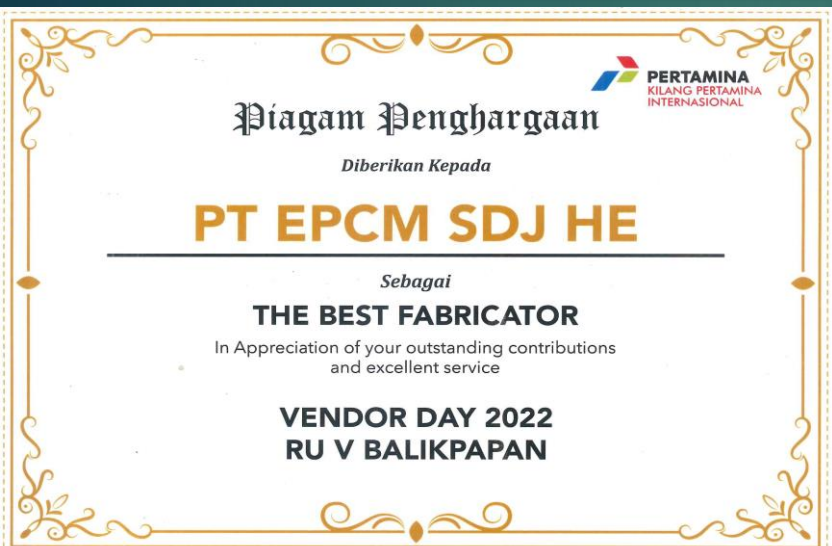 PERTAMINA
KILANG PERTAMINA
INTERNASIONAL
Piagam Penghargaan
Diberikan Kepada
PT EPCM SDJ HE
Sebagai
THE BEST FABRICATOR
In Appreciation of your outstanding contributions
and excellent service
VENDOR DAY 2022
RU V BALIKPAPAN